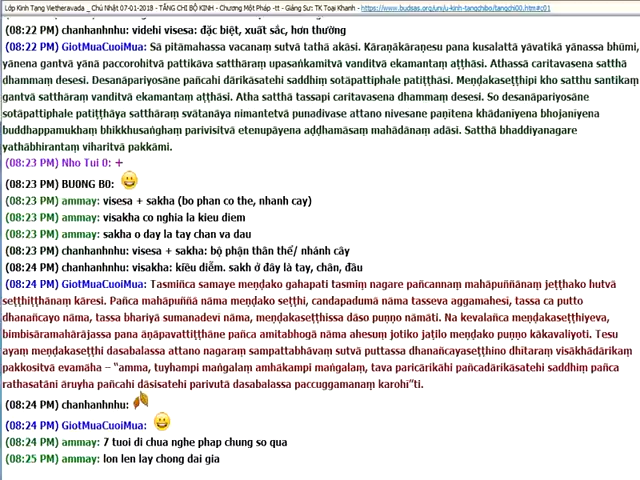 Lớp Kinh Tạng Vietheravada _ Chủ Nhật 07-01-2018 - TĂNG CHI BỘ KINH - Chương Một Pháp -tt - Giảng Sư: TK Toại Khanh - https://www.budsas.org/uni/u-kinh-tangchibo/tangchi00.htm#c01
(08:22 PM) chanhanhnhu: videhi visesa: đặc biệt, xuất sắc, hơn thường
(08:22 PM) GiotMuaCuoiMua: Sā pitāmahassa vacanaṃ sutvā tathā akāsi. Kāraṇākāraṇesu pana kusalattā yāvatikā yānassa bhūmi,
yānena gantvā yānā paccorohitvā pattikāva satthāraṃ upasaṅkamitvā vanditvā ekamantaṃ aṭṭhāsi. Athassā caritavasena satthā
dhammaṃ desesi. Desanāpariyosāne pañcahi dārikāsatehi saddhiṃ sotāpattiphale patiṭṭhāsi. Meṇḍakaseṭṭhipi kho satthu santikaṃ
gantvā satthāraṃ vanditvā ekamantaṃ aṭṭhāsi. Atha satthā tassapi caritavasena dhammaṃ desesi. So desanāpariyosāne
sotāpattiphale patiṭṭhāya satthāraṃ svātanāya nimantetvā punadivase attano nivesane paṇītena khādanīyena bhojanīyena
buddhappamukhaṃ bhikkhusaṅghaṃ parivisitvā etenupāyena aḍḍhamāsaṃ mahādānaṃ adāsi. Satthā bhaddiyanagare
yathābhirantaṃ viharitvā pakkāmi.
(08:23 PM) Nho Tui 0: +
(08:23 PM) BU0NG B0:
(08:23 PM) ammay: visesa + sakha (bo phan co the, nhanh cay)
(08:23 PM) ammay: visakha co nghia la kieu diem
(08:23 PM) ammay: sakha o day la tay chan va dau
(08:23 PM) chanhanhnhu: visesa + sakha: bộ phận thân thể/ nhánh cây
(08:24 PM) chanhanhnhu: visakha: kiều diễm. sakh ở đây là tay, chân, đầu
(08:24 PM) GiotMuaCuoiMua: Tasmiñca samaye meṇḍako gahapati tasmiṃ nagare pañcannaṃ mahāpuññānaṃ jeṭṭhako hutvā
seṭṭhiṭṭhānaṃ kāresi. Pañca mahāpuññā nāma meṇḍako seṭṭhi, candapadumā nāma tasseva aggamahesi, tassa ca putto
dhanañcayo nāma, tassa bhariyā sumanadevi nāma, meṇḍakaseṭṭhissa dāso puṇṇo nāmāti. Na kevalañca meṇḍakaseṭṭhiyeva,
bimbisāramahārājassa pana āṇāpavattiṭṭhāne pañca amitabhogā nāma ahesuṃ jotiko jaṭilo meṇḍako puṇṇo kākavaliyoti. Tesu
ayaṃ meṇḍakaseṭṭhi dasabalassa attano nagaraṃ sampattabhāvaṃ sutvā puttassa dhanañcayaseṭṭhino dhītaraṃ visākhādārikaṃ
pakkositvā evamāha – “amma, tuyhampi maṅgalaṃ amhākampi maṅgalaṃ, tava paricārikāhi pañcadārikāsatehi saddhiṃ pañca
rathasatāni āruyha pañcahi dāsisatehi parivutā dasabalassa paccuggamanaṃ karohi”ti.
(08:24 PM) chanhanhnhu:
(08:24 PM) GiotMuaCuoiMua:
(08:24 PM) ammay: 7 tuoi di chua nghe phap chung so qua
(08:25 PM) ammay: lon len lay chong dai gia